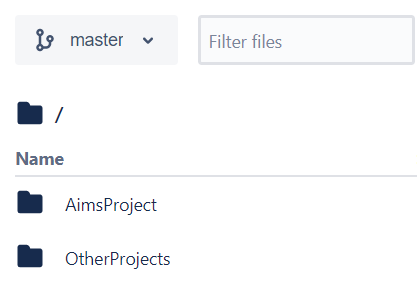 master
Filter files
/
Name
AimsProject
OtherProjects